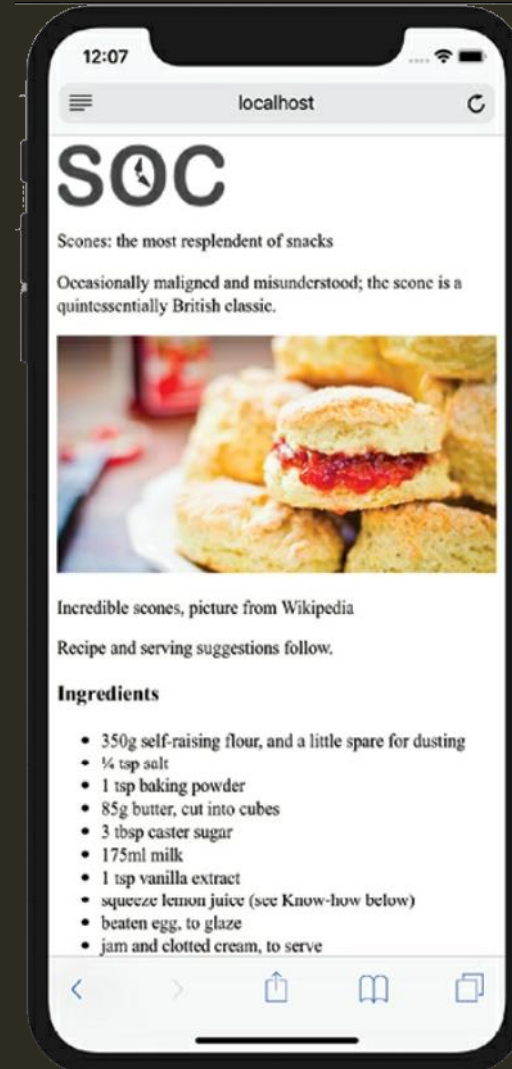 12:07
localhost
SOC
Scones: the most resplendent of snacks
Occasionally maligned and misunderstood; the scone is a
quintessentially British classic.
Incredible scones, picture from Wikipedia
Recipe and serving suggestions follow.
Ingredients
• 350g self-raising flour, and a little spare for dusting
• ¼ tsp salt
• 1 tsp baking powder
• 85g butter, cut into cubes
• 3 tbsp caster sugar
• 175ml milk
• 1 tsp vanilla extract
• squeeze lemon juice (see Know-how below)
• beaten egg, to glaze
• jam and clotted cream, to serve